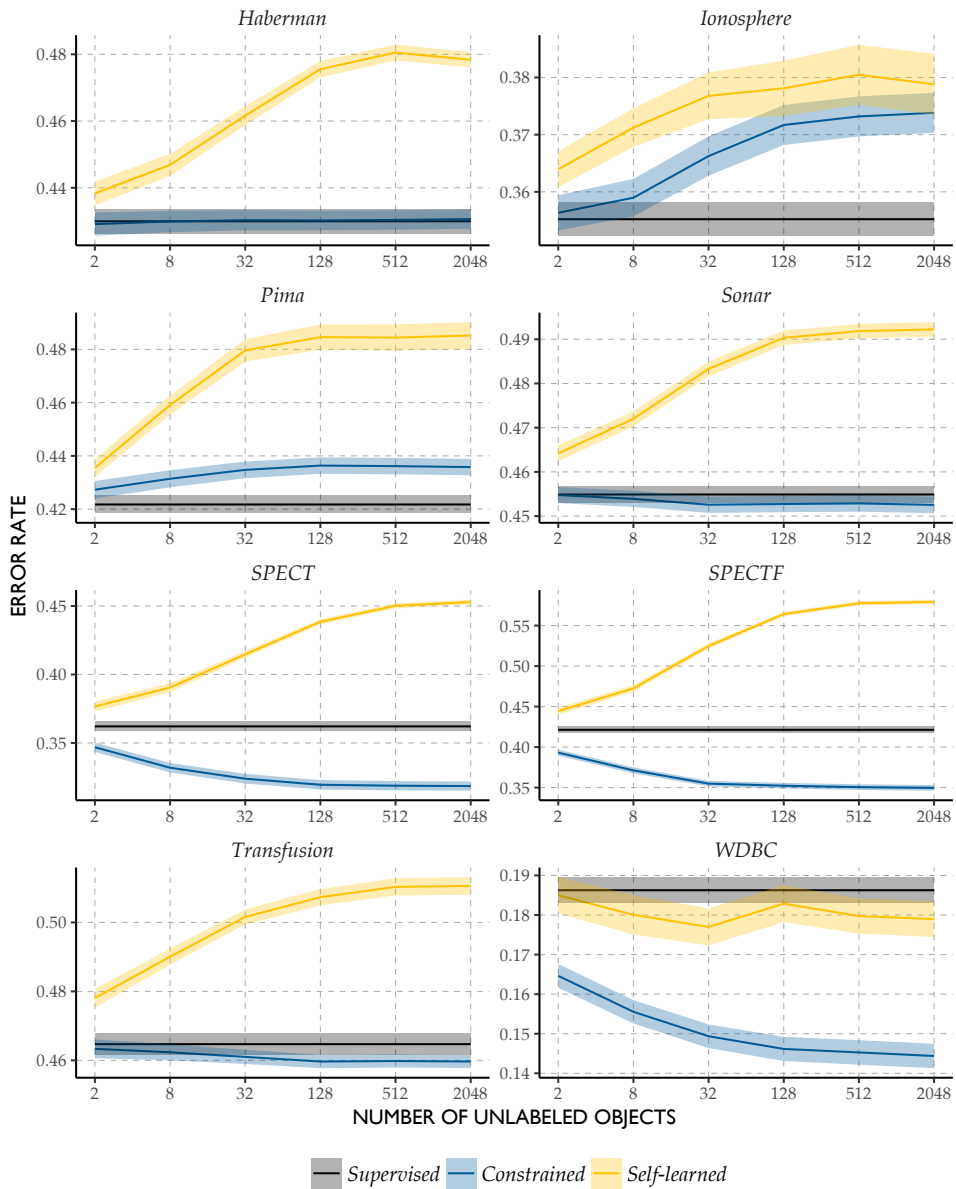 Haberman
Ionosphere
0.48
0.46
0.44
0.38
0.37
0.36
2 8 32 128 512 2048
2 8 32 128 512 2048
Pima
Sonar
0.48
0.46
0.44
0.42
0.49
0.48
0.47
0.46
0.45
2 8 32 128 512 2048
2 8 32 128 512 2048
ERROR RATE
SPECT
SPECTF
0.45
0.40
0.35
0.55
0.50
0.45
0.40
0.35
2 8 32 128 512 2048
2 8 32 128 512 2048
Transfusion
WDBC
0.50
0.48
0.46
0.19
0.18
0.17
0.16
0.15
0.14
2 8 32 128 512 2048
2 8 32 128 512 2048
NUMBER OF UNLABELED OBJECTS
Supervised Constrained Self-learned